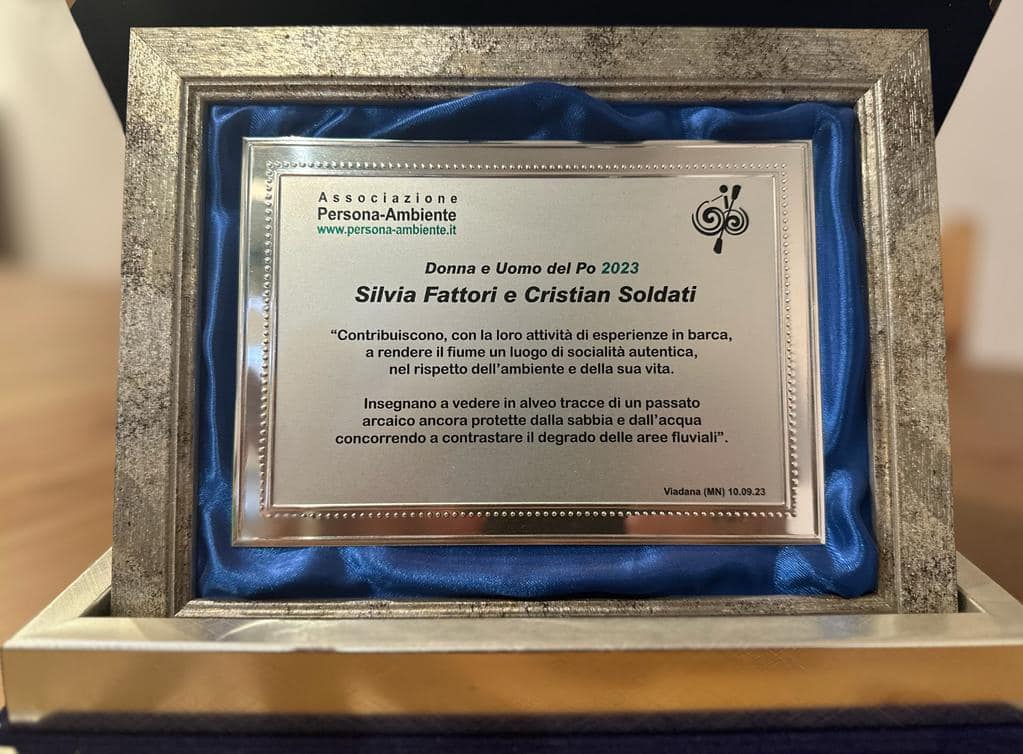 Associazione
Persona-Ambiente
www.persona-ambiente.it
Donna e Uomo del Po 2023
Silvia Fattori e Cristian Soldati
“Contribuiscono, con la loro attività di esperienze in barca,
a rendere il fiume un luogo di socialità autentica,
nel rispetto dell’ambiente e della sua vita.
Insegnano a vedere in alveo tracce di un passato
arcaico ancora protette dalla sabbia e dall’acqua
concorrendo a contrastare il degrado delle aree fluviali”.
Viadana (MN) 10.09.23